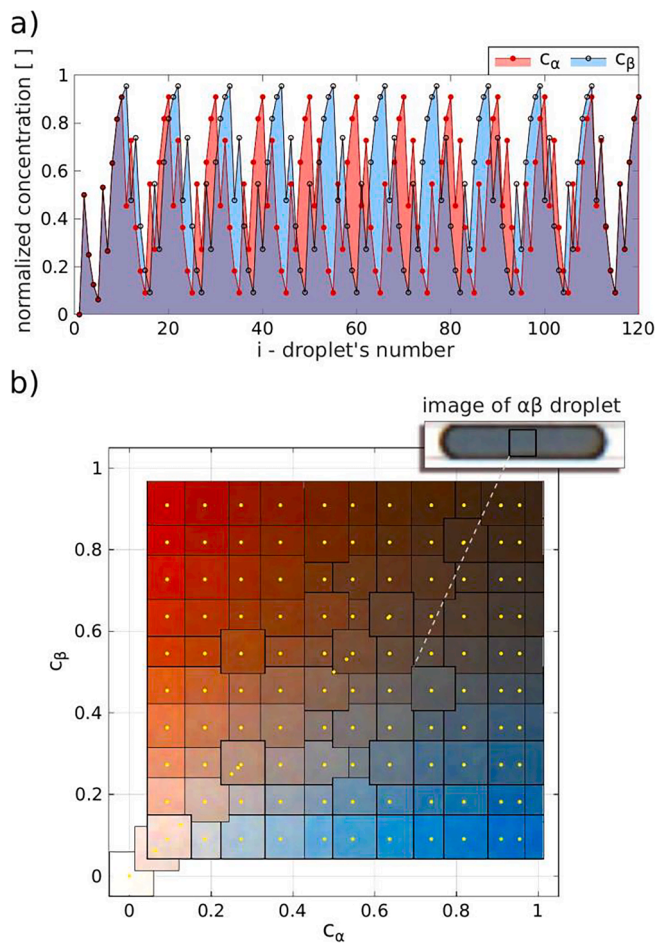 a)
cα cβ
normalized concentration [ ]
1
0.8
0.6
0.4
0.2
0
0 20 40 60 80 100 120
i - droplet's number
b)
image of αβ droplet
1
0.8
0.6
cβ
0.4
0.2
0
0 0.2 0.4 0.6 0.8 1
cα